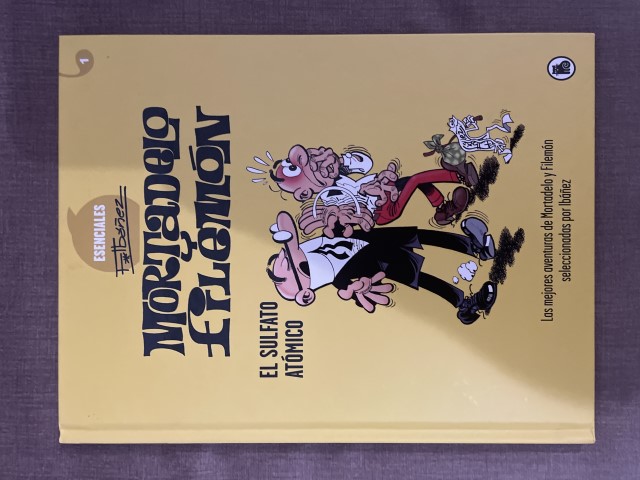 ESENCIALES
1
F. Ibáñez
MORTADELO
Y
filemón
EL SULFATO
ATÓMICO
Las mejores aventuras de Mortadelo y Filemón
seleccionadas por Ibáñez